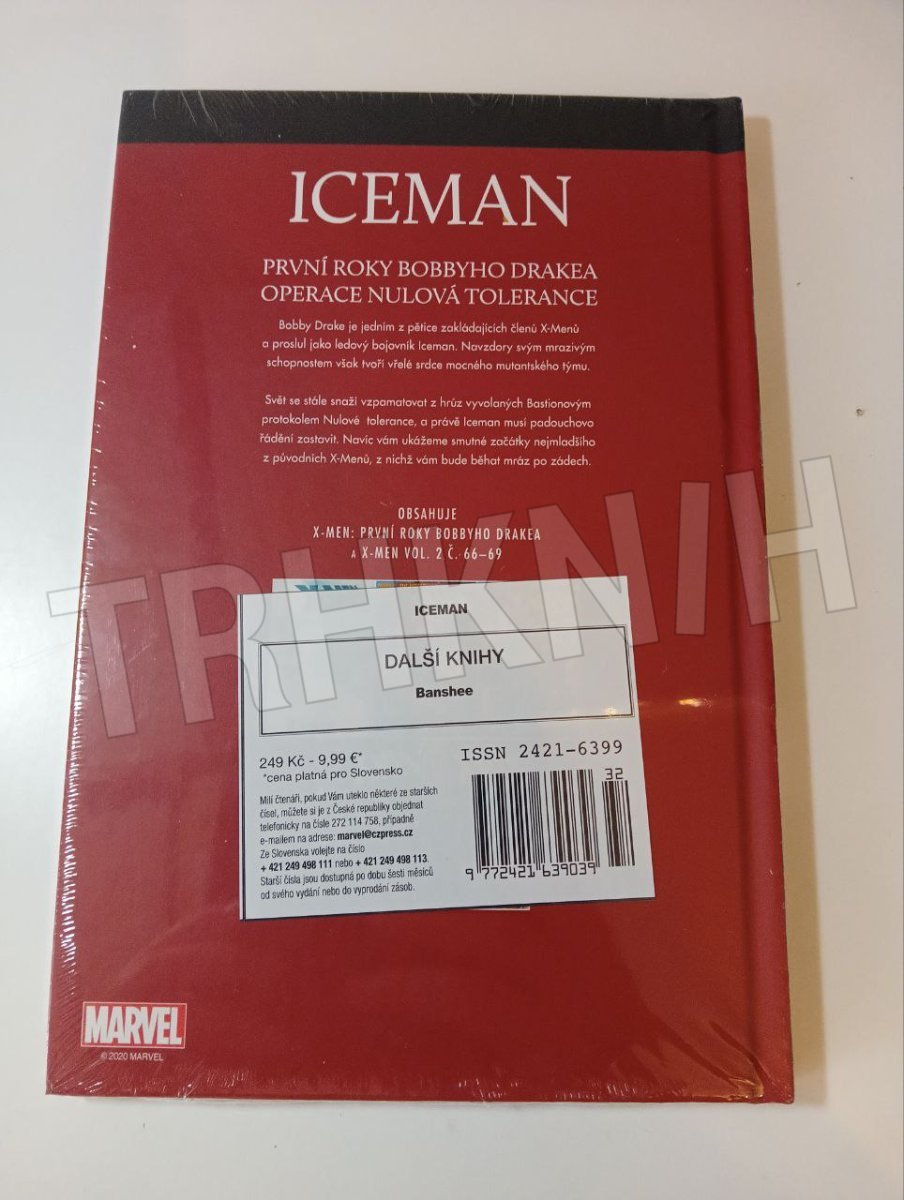 ICEMAN
PRVNÍ ROKY BOBBYHO DRAKEA
OPERACE NULOVÁ TOLERANCE
Bobby Drake je jedním z pětice zakládajících členů X-Menů
a proslul jako ledový bojovník Iceman. Navzdory svým mrazivým
schopnostem však tvoří vřelé srdce mocného mutantského týmu.
Svět se stále snaží vzpamatovat z hrůz vyvolaných Bastionovým
protokolem Nulové tolerance, a právě Iceman musí padouchovo
řádění zastavit. Navíc vám ukážeme smutné začátky nejmladšího
z původních X-Menů, z nichž vám bude běhat mráz po zádech.
OBSAHUJE
X-MEN: PRVNÍ ROKY BOBBYHO DRAKEA
A X-MEN VOL. 2 Č. 66–69
TRHKNIH
ICEMAN
DALŠÍ KNIHY
Banshee
249 Kč - 9,99 €*
*cena platná pro Slovensko
Milí čtenáři, pokud Vám uteklo některé ze starších
čísel, můžete si je z České republiky objednat
telefonicky na čísle 272 114 758, případně
e-mailem na adrese: marvel@czpress.cz
Ze Slovenska volejte na číslo
+ 421 249 498 111 nebo + 421 249 498 113.
Starší čísla jsou dostupná po dobu šesti měsíců
od svého vydání nebo do vyprodání zásob.
ISSN 2421-6399
32
9 772421 639039
MARVEL
© 2020 MARVEL